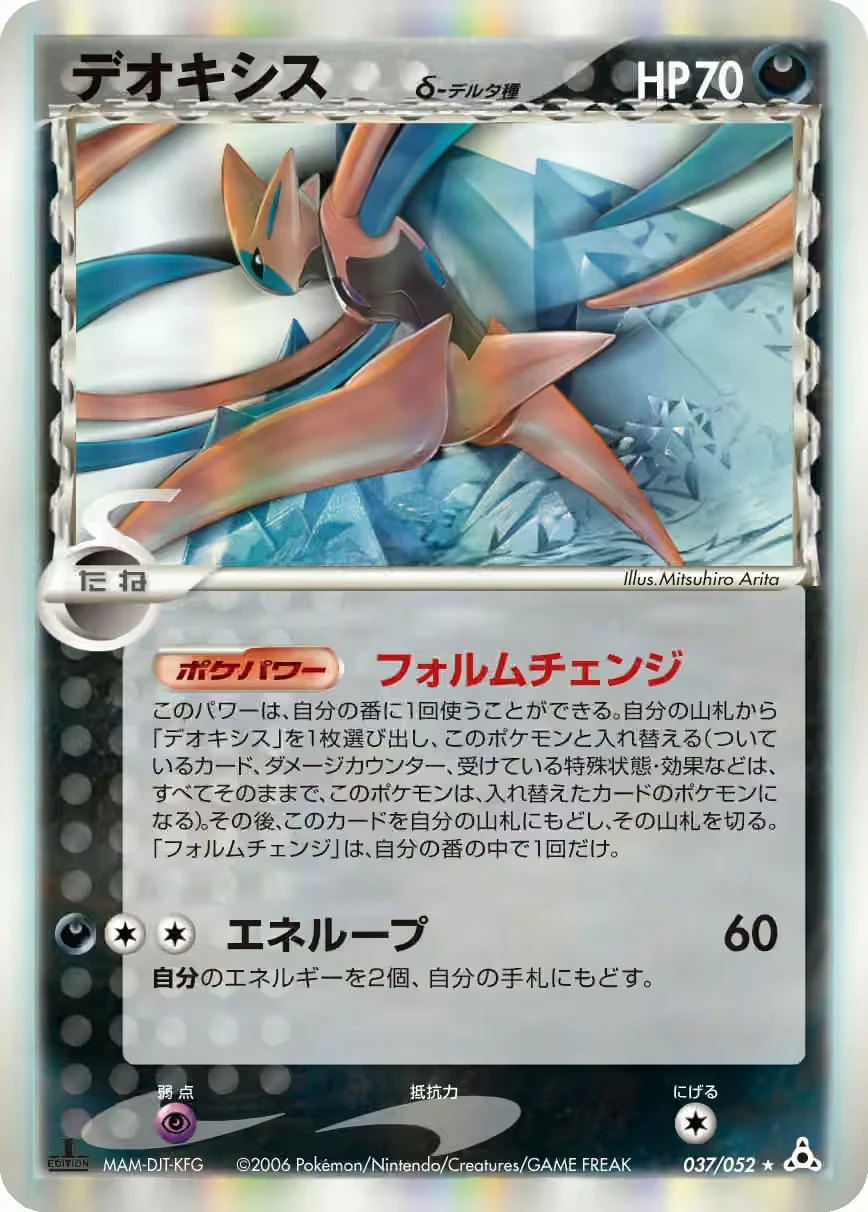 デオキシス δ-デルタ種 HP70
たね
Illus.Mitsuhiro Arita
ポケパワー フォルムチェンジ
このパワーは、自分の番に1回使うことができる。自分の山札から
「デオキシス」を1枚選び出し、このポケモンと入れ替える(ついて
いるカード、ダメージカウンター、受けている特殊状態・効果などは、
すべてそのままで、このポケモンは、入れ替えたカードのポケモンに
なる)。その後、このカードを自分の山札にもどし、その山札を切る。
「フォルムチェンジ」は、自分の番の中で1回だけ。
エネループ 60
自分のエネルギーを2個、自分の手札にもどす。
弱点 抵抗力 にげる
1 EDITION MAM-DJT-KFG ©2006 Pokémon/Nintendo/Creatures/GAME FREAK 037/052 ★